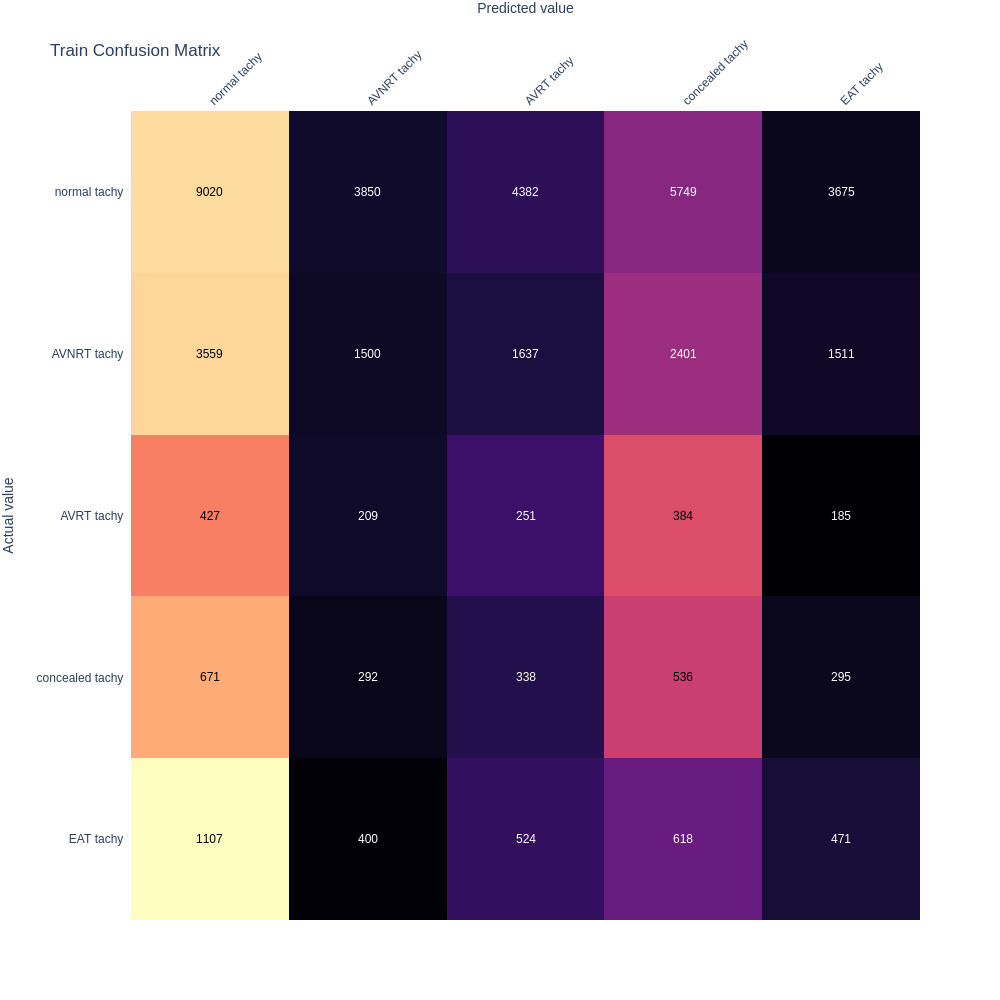 Predicted value
Train Confusion Matrix
normal tachy AVNRT tachy AVRT tachy concealed tachy EAT tachy
normal tachy 9020 3850 4382 5749 3675
AVNRT tachy 3559 1500 1637 2401 1511
Actual value
AVRT tachy 427 209 251 384 185
concealed tachy 671 292 338 536 295
EAT tachy 1107 400 524 618 471